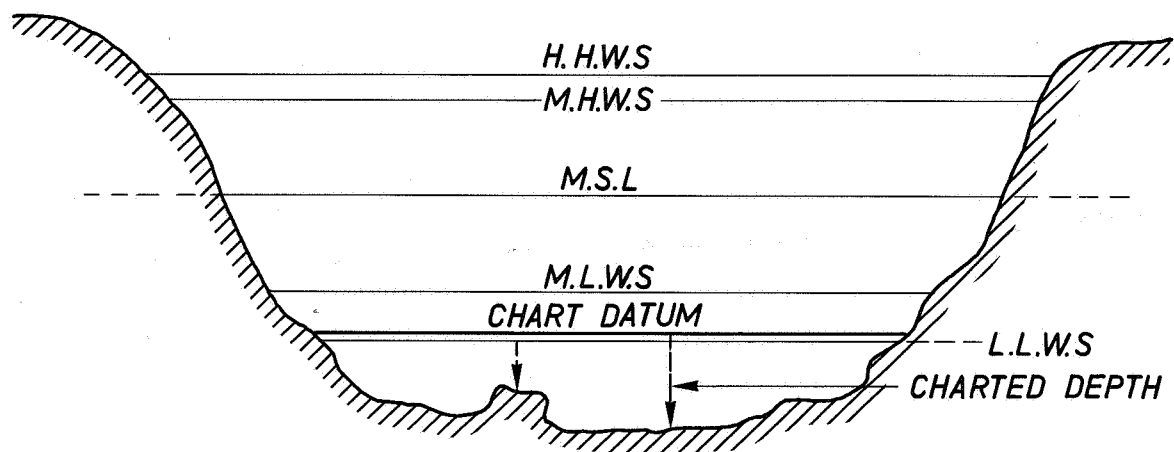 H.H.W.S
M.H.W.S
M.S.L
M.L.W.S
CHART DATUM
L.L.W.S
CHARTED DEPTH